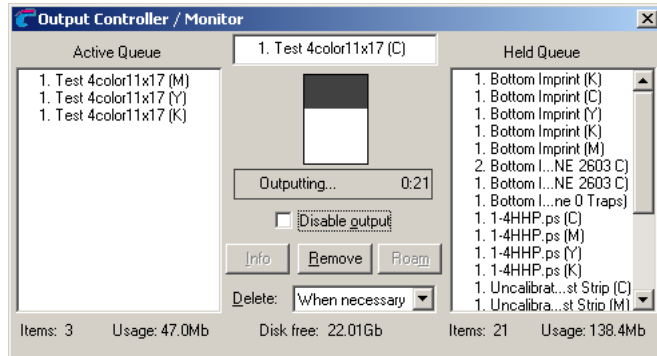 Output Controller / Monitor
Active Queue
1. Test 4color11x17 (C)
Held Queue
1. Test 4color11x17 (M)
1. Test 4color11x17 (Y)
1. Test 4color11x17 (K)
1. Bottom Imprint (K)
1. Bottom Imprint (C)
1. Bottom Imprint (Y)
1. Bottom Imprint (K)
1. Bottom Imprint (M)
2. Bottom I...NE 2603 C)
1. Bottom I...NE 2603 C)
1. Bottom I...ne 0 Traps)
1. 1-4HHP.ps (C)
1. 1-4HHP.ps (M)
1. 1-4HHP.ps (Y)
1. 1-4HHP.ps (K)
1. Uncalibrat...st Strip (C)
1. Uncalibra...st Strip (M)
Outputting... 0:21
Disable output
Info Remove Roam
Delete: When necessary
Items: 3 Usage: 47.0Mb Disk free: 22.01Gb Items: 21 Usage: 138.4Mb